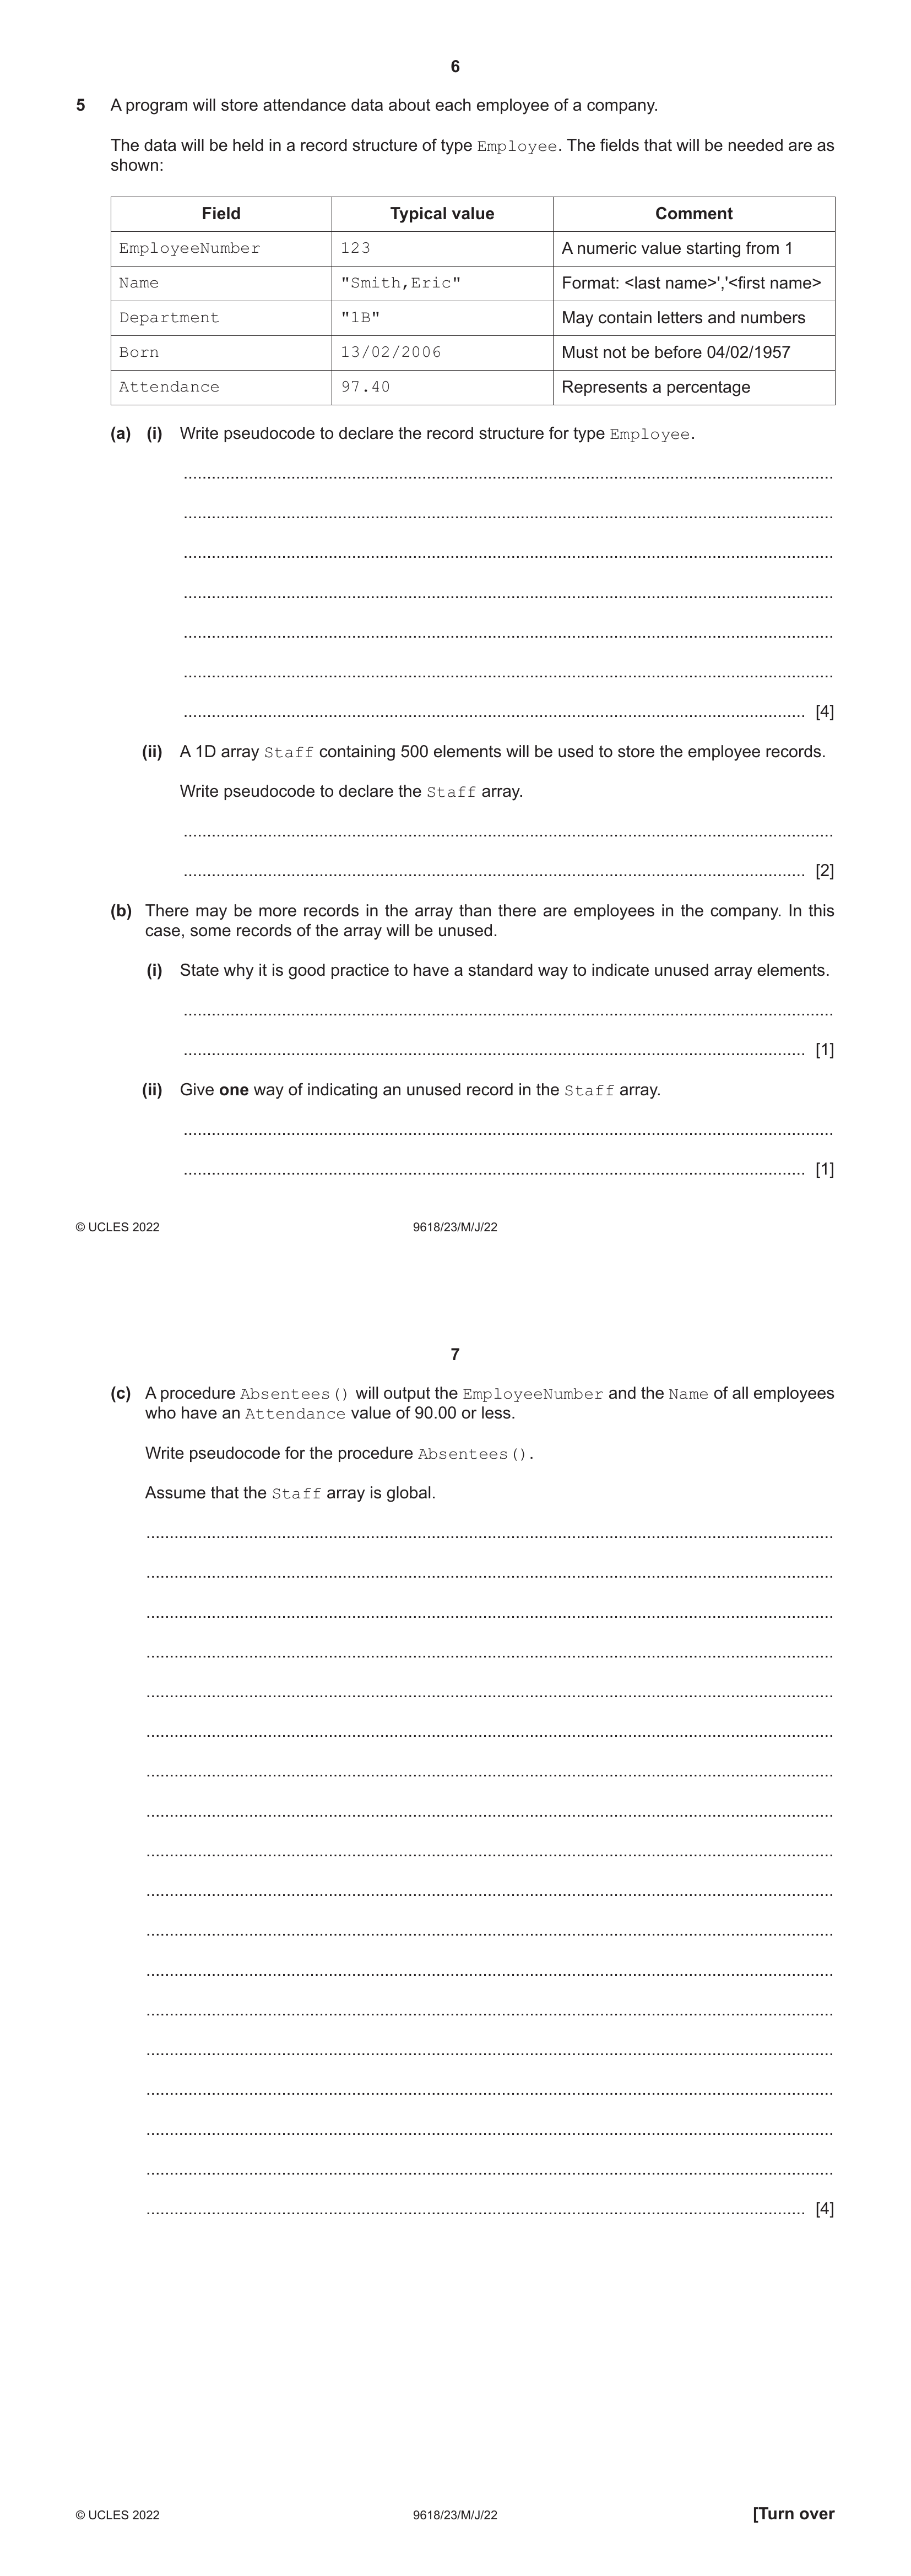 6
5 A program will store attendance data about each employee of a company.
The data will be held in a record structure of type Employee. The fields that will be needed are as
shown:
Field Typical value Comment
EmployeeNumber 123 A numeric value starting from 1
Name "Smith,Eric" Format: <last name>','<first name>
Department "1B" May contain letters and numbers
Born 13/02/2006 Must not be before 04/02/1957
Attendance 97.40 Represents a percentage
(a) (i) Write pseudocode to declare the record structure for type Employee.
[4]
(ii) A 1D array Staff containing 500 elements will be used to store the employee records.
Write pseudocode to declare the Staff array.
[2]
(b) There may be more records in the array than there are employees in the company. In this
case, some records of the array will be unused.
(i) State why it is good practice to have a standard way to indicate unused array elements.
[1]
(ii) Give one way of indicating an unused record in the Staff array.
[1]
© UCLES 2022 9618/23/M/J/22
7
(c) A procedure Absentees() will output the EmployeeNumber and the Name of all employees
who have an Attendance value of 90.00 or less.
Write pseudocode for the procedure Absentees().
Assume that the Staff array is global.
[4]
© UCLES 2022 9618/23/M/J/22 [Turn over